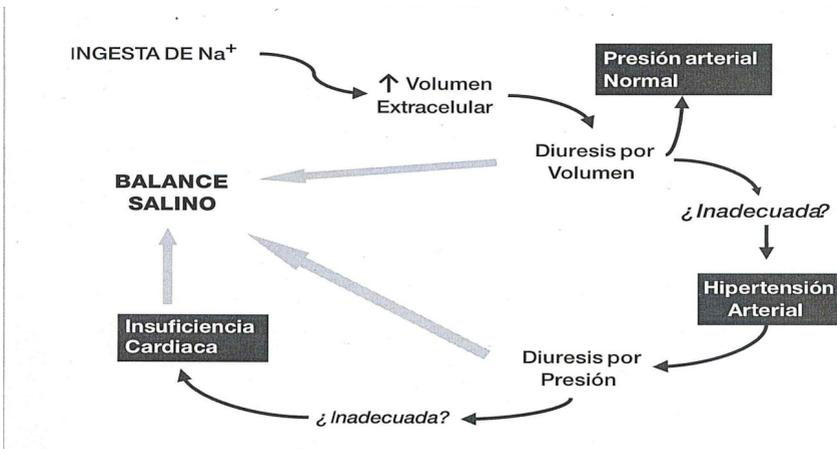 INGESTA DE Na⁺
↑ Volumen
Extracelular
Presión arterial
Normal
Diuresis por
Volumen
BALANCE
SALINO
¿Inadecuada?
Hipertensión
Arterial
Insuficiencia
Cardiaca
Diuresis por
Presión
¿Inadecuada?